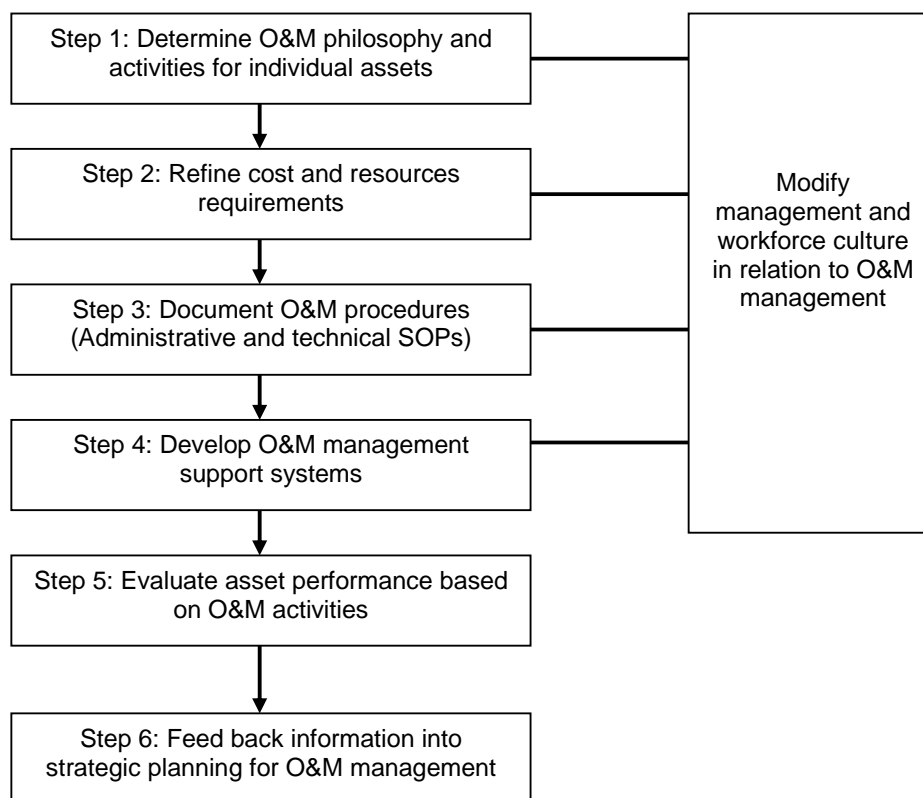 Step 1: Determine O&M philosophy and
activities for individual assets
Step 2: Refine cost and resources
requirements
Step 3: Document O&M procedures
(Administrative and technical SOPs)
Step 4: Develop O&M management
support systems
Step 5: Evaluate asset performance based
on O&M activities
Step 6: Feed back information into
strategic planning for O&M management
Modify
management and
workforce culture
in relation to O&M
management